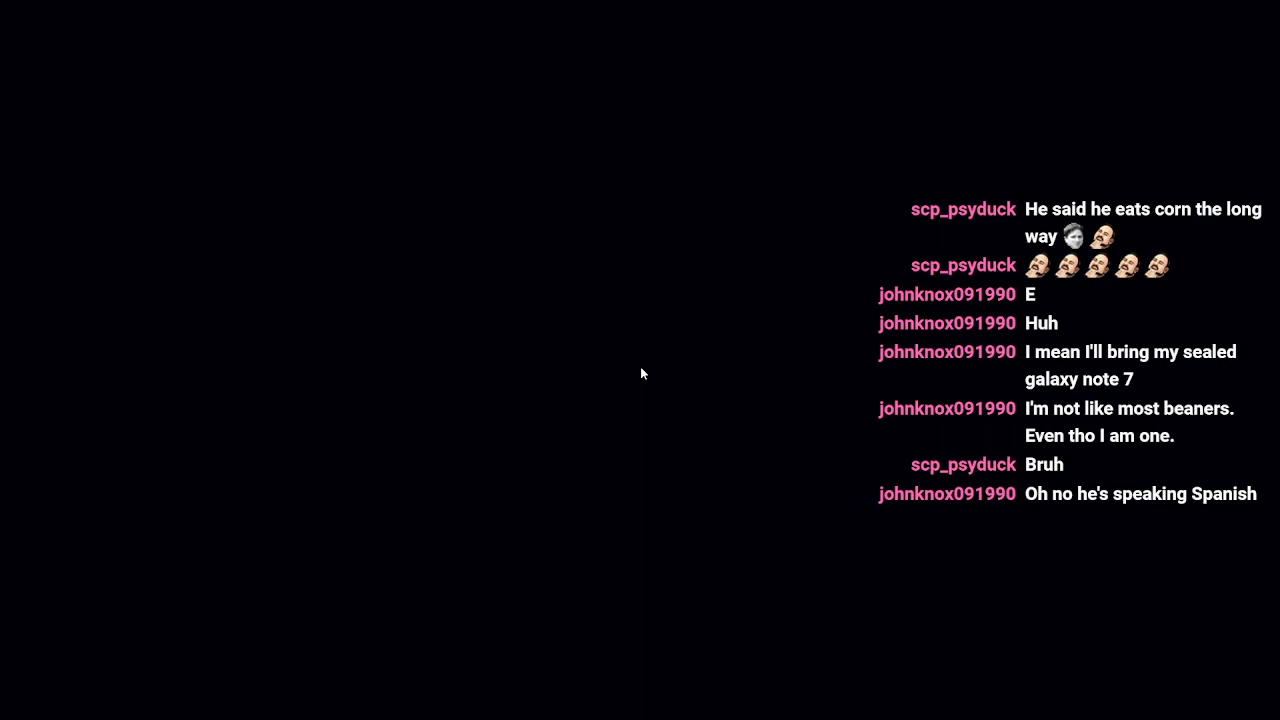 scp_psyduck He said he eats corn the long
way
scp_psyduck
johnknox091990 E
johnknox091990 Huh
johnknox091990 I mean I'll bring my sealed
galaxy note 7
johnknox091990 I'm not like most beaners.
Even tho I am one.
scp_psyduck Bruh
johnknox091990 Oh no he's speaking Spanish